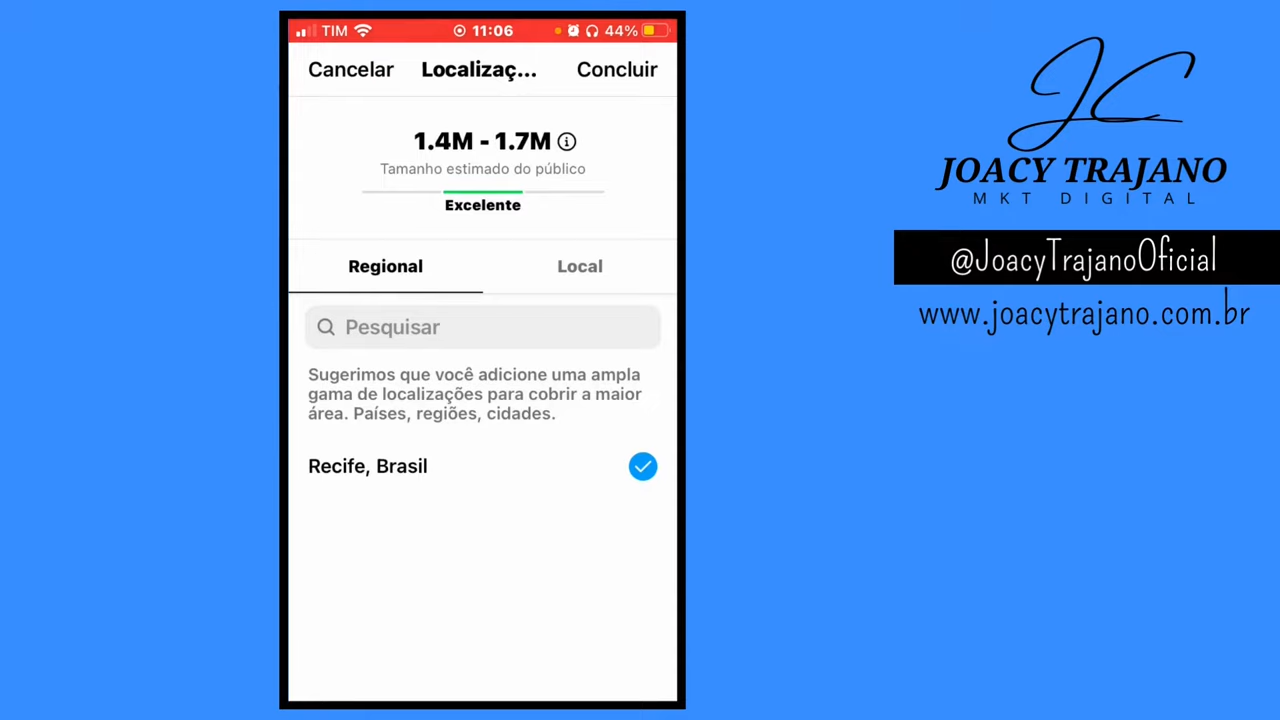 TIM 11:06 44%
Cancelar Localizaç... Concluir
1.4M - 1.7M
Tamanho estimado do público
Excelente
Regional Local
Pesquisar
Sugerimos que você adicione uma ampla
gama de localizações para cobrir a maior
área. Países, regiões, cidades.
Recife, Brasil
JC
JOACY TRAJANO
MKT DIGITAL
@JoacyTrajanoOficial
www.joacytrajano.com.br